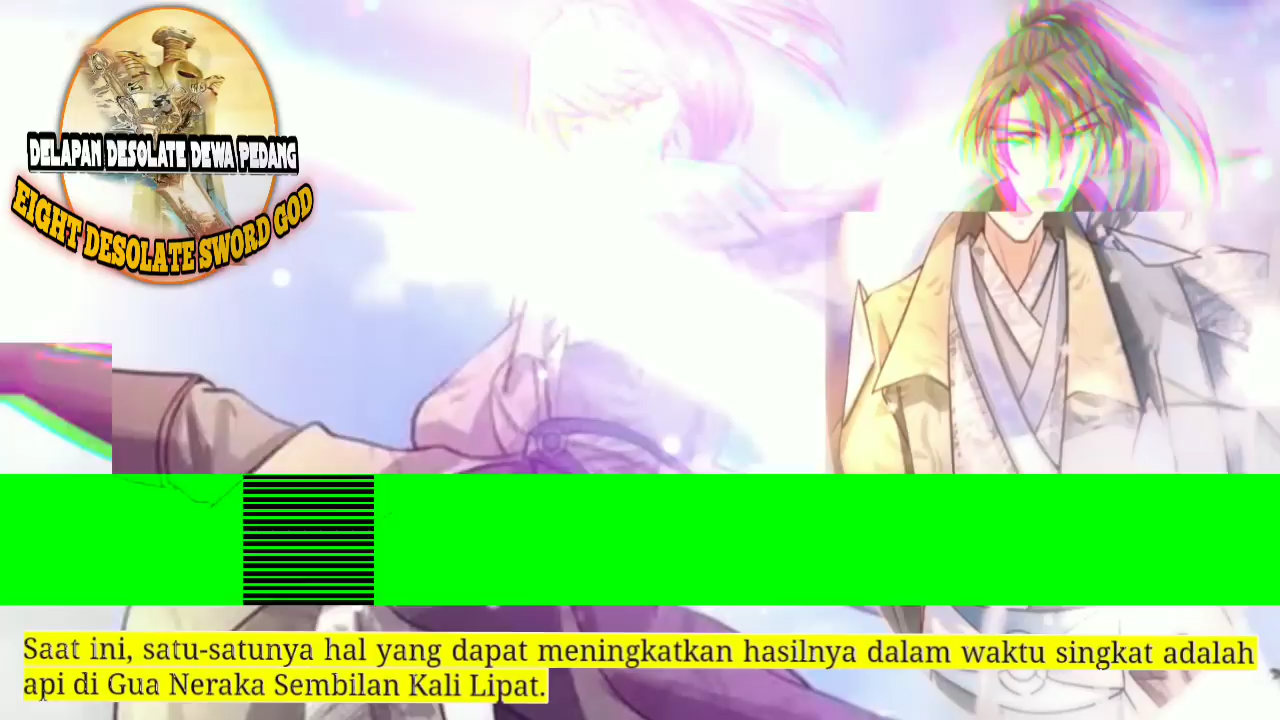 DELAPAN DESOLATE DEWA PEDANG
EIGHT DESOLATE SWORD GOD
Saat ini, satu-satunya hal yang dapat meningkatkan hasilnya dalam waktu singkat adalah
api di Gua Neraka Sembilan Kali Lipat.